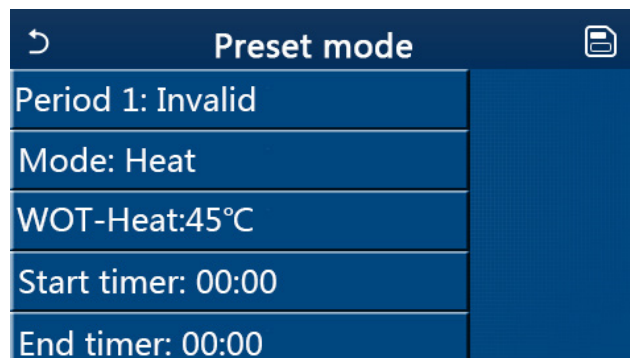 Preset mode
Period 1: Invalid
Mode: Heat
WOT-Heat:45℃
Start timer: 00:00
End timer: 00:00